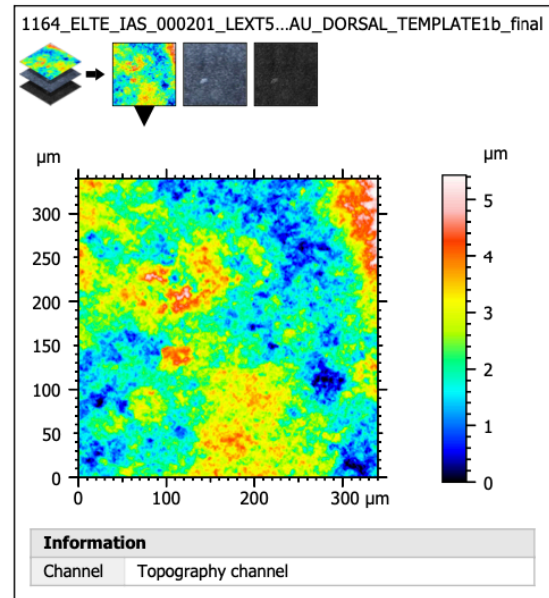 1164_ELTE_IAS_000201_LEXT5...AU_DORSAL_TEMPLATE1b_final
µm
µm
300
250
200
150
100
50
0
0
100
200
300 µm
5
4
3
2
1
0
Information
Channel Topography channel